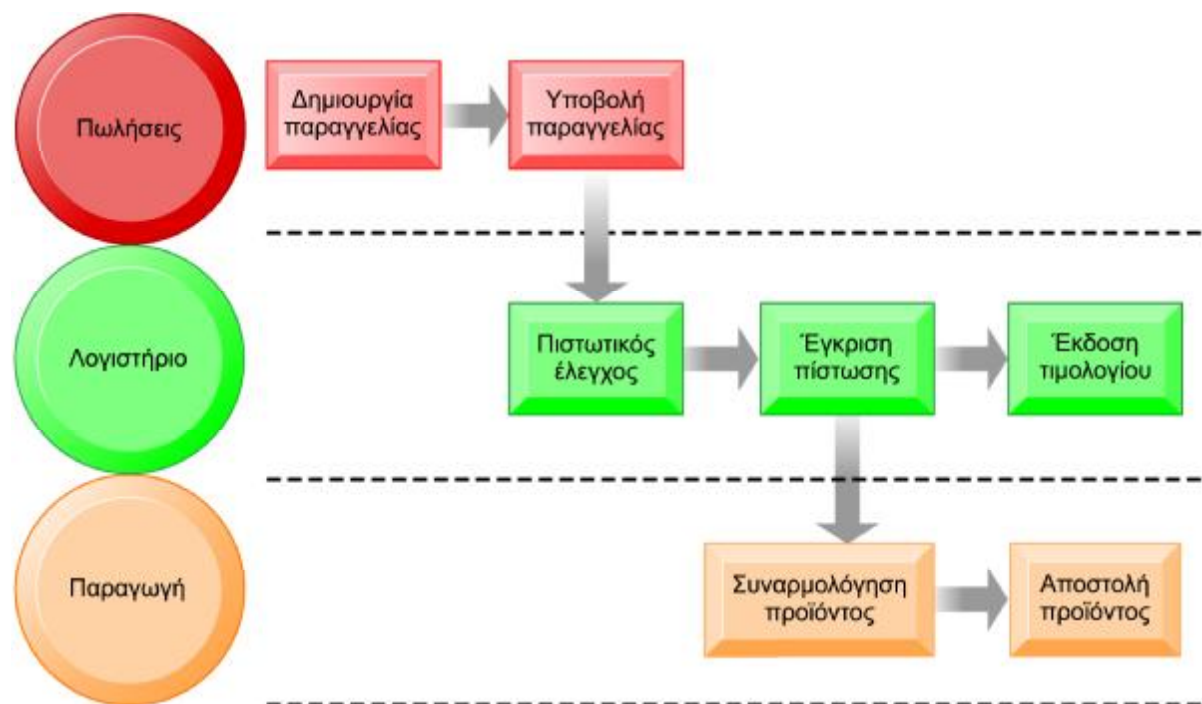 Πωλήσεις
Δημιουργία
παραγγελίας
Υποβολή
παραγγελίας
Λογιστήριο
Πιστωτικός
έλεγχος
Έγκριση
πίστωσης
Έκδοση
τιμολογίου
Παραγωγή
Συναρμολόγηση
προϊόντος
Αποστολή
προϊόντος